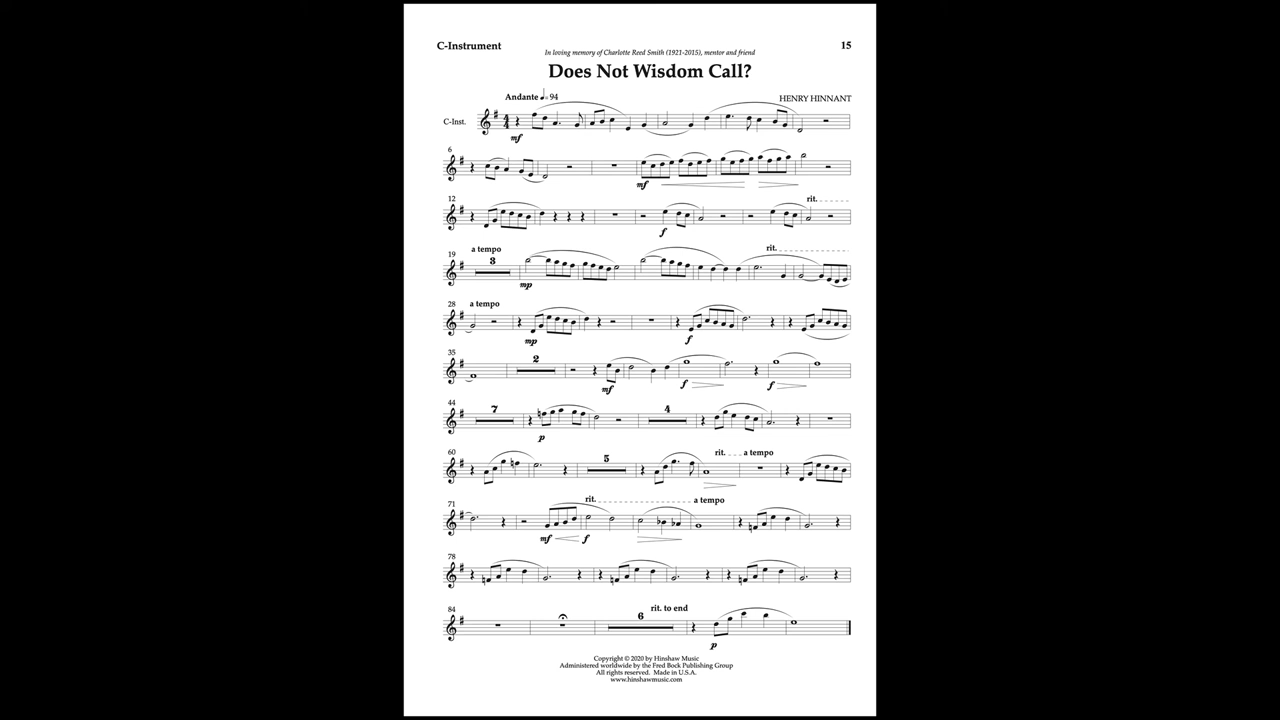 C-Instrument
15
In loving memory of Charlotte Reed Smith (1921-2015), mentor and friend
Does Not Wisdom Call?
Andante ♩= 94
HENRY HINNANT
C-Inst.
4
4
mf
6
mf
12
rit.
f
19
a tempo
3
rit.
mp
28
a tempo
mp
f
35
2
mf
f
f
44
7
4
p
60
5
rit.
a tempo
71
rit.
a tempo
mf
f
78
84
6
rit. to end
p
Copyright © 2020 by Hinshaw Music
Administered worldwide by the Fred Bock Publishing Group
All rights reserved. Made in U.S.A.
www.hinshawmusic.com